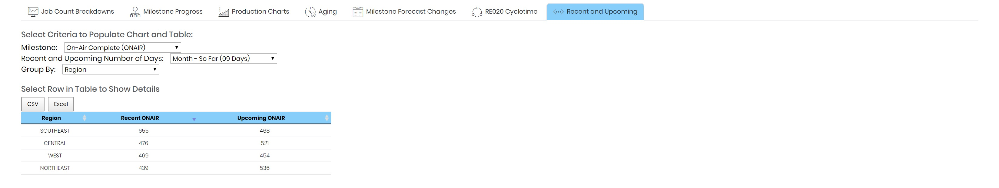 Job Count Breakdowns Milestone Progress Production Charts Aging Milestone Forecast Changes RE020 Cycletime Recent and Upcoming
Select Criteria to Populate Chart and Table:
Milestone: On-Air Complete (ONAIR)
Recent and Upcoming Number of Days: Month - So Far (09 Days)
Group By: Region
Select Row in Table to Show Details
CSV Excel
Region Recent ONAIR Upcoming ONAIR
SOUTHEAST 655 468
CENTRAL 476 521
WEST 469 454
NORTHEAST 439 536